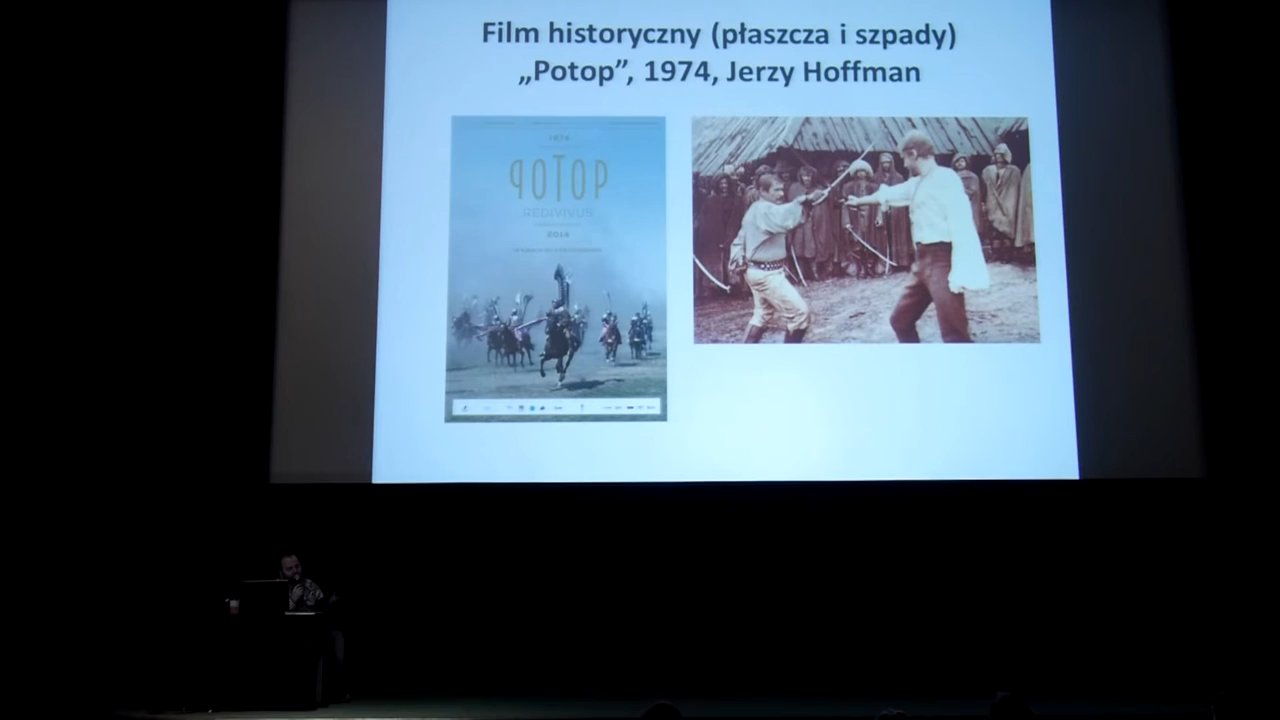 Film historyczny (płaszcza i szpady)
„Potop”, 1974, Jerzy Hoffman
1974
POTOP
REDIVIVUS
2014